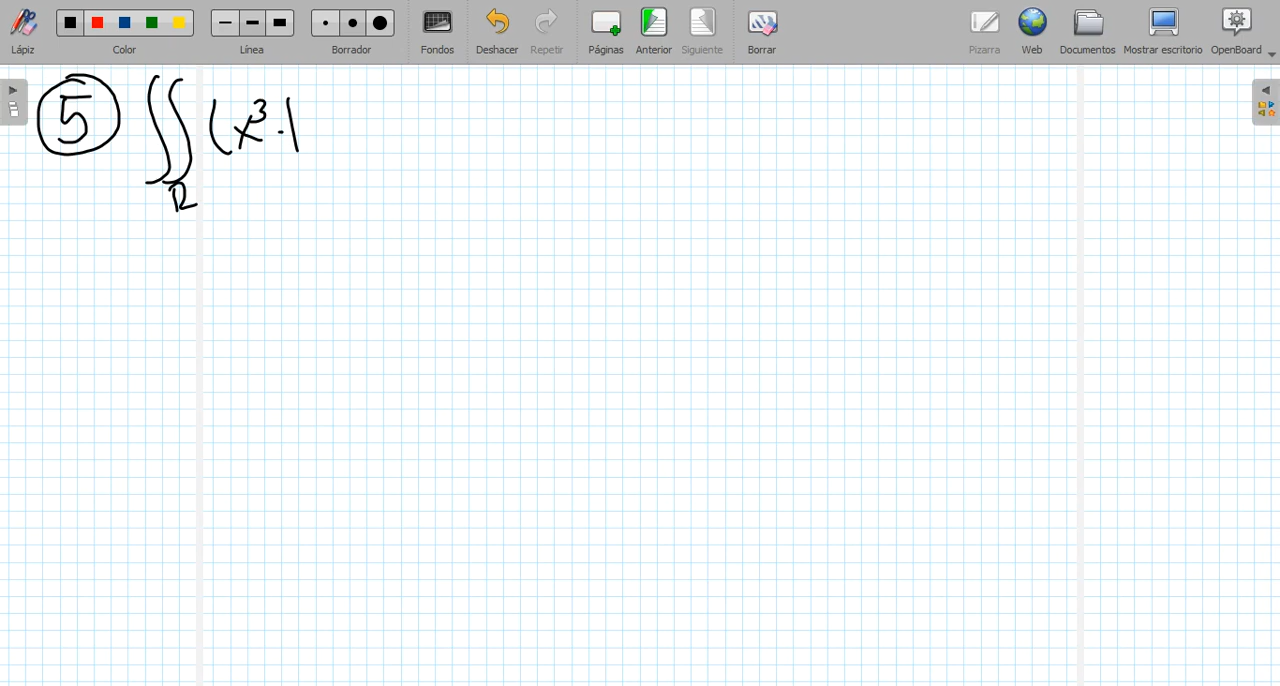 Lápiz Color Línea Borrador Fondos Deshacer Repetir Páginas Anterior Siguiente Borrar Pizarra Web Documentos Mostrar escritorio OpenBoard
⑤ ∬ (x³·|
R